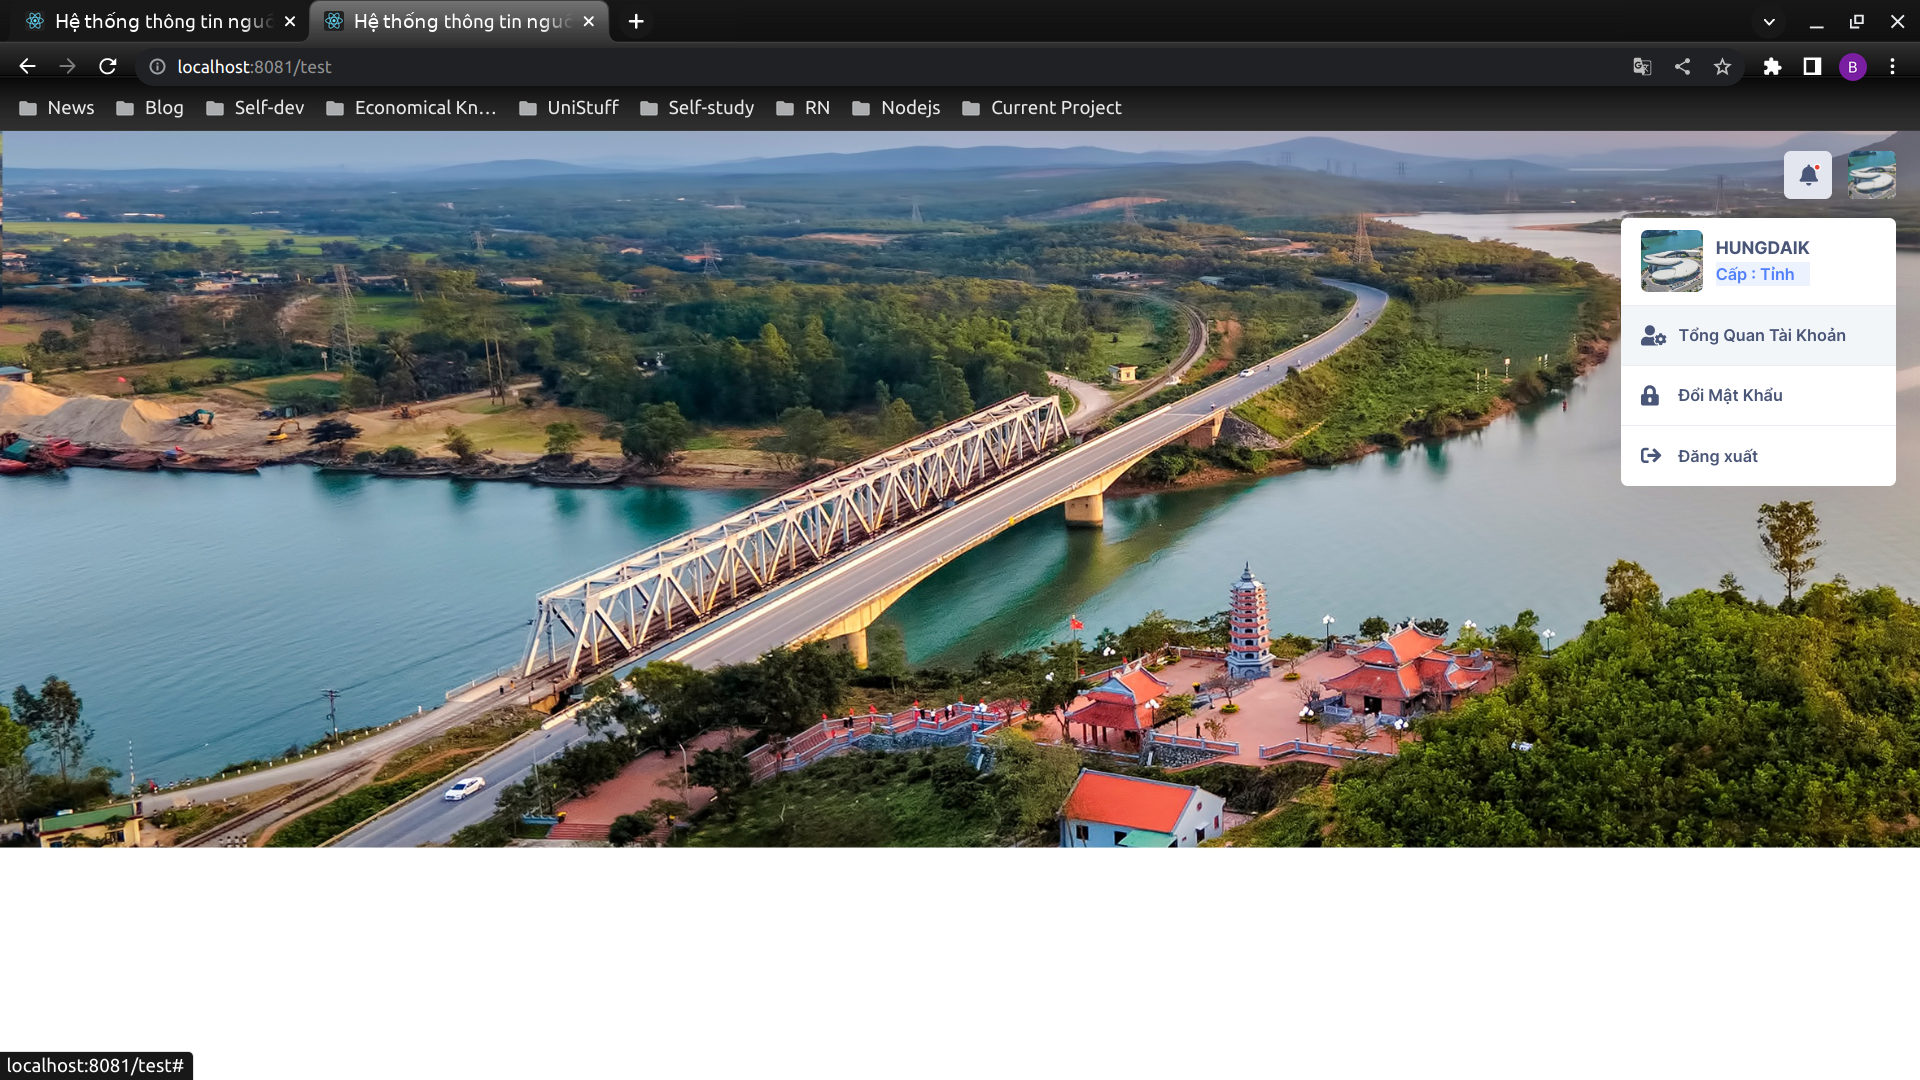 Hệ thống thông tin nguồ
Hệ thống thông tin nguồ
localhost:8081/test
B
News
Blog
Self-dev
Economical Kn...
UniStuff
Self-study
RN
Nodejs
Current Project
HUNGDAIK
Cấp : Tỉnh
Tổng Quan Tài Khoản
Đổi Mật Khẩu
Đăng xuất
localhost:8081/test#